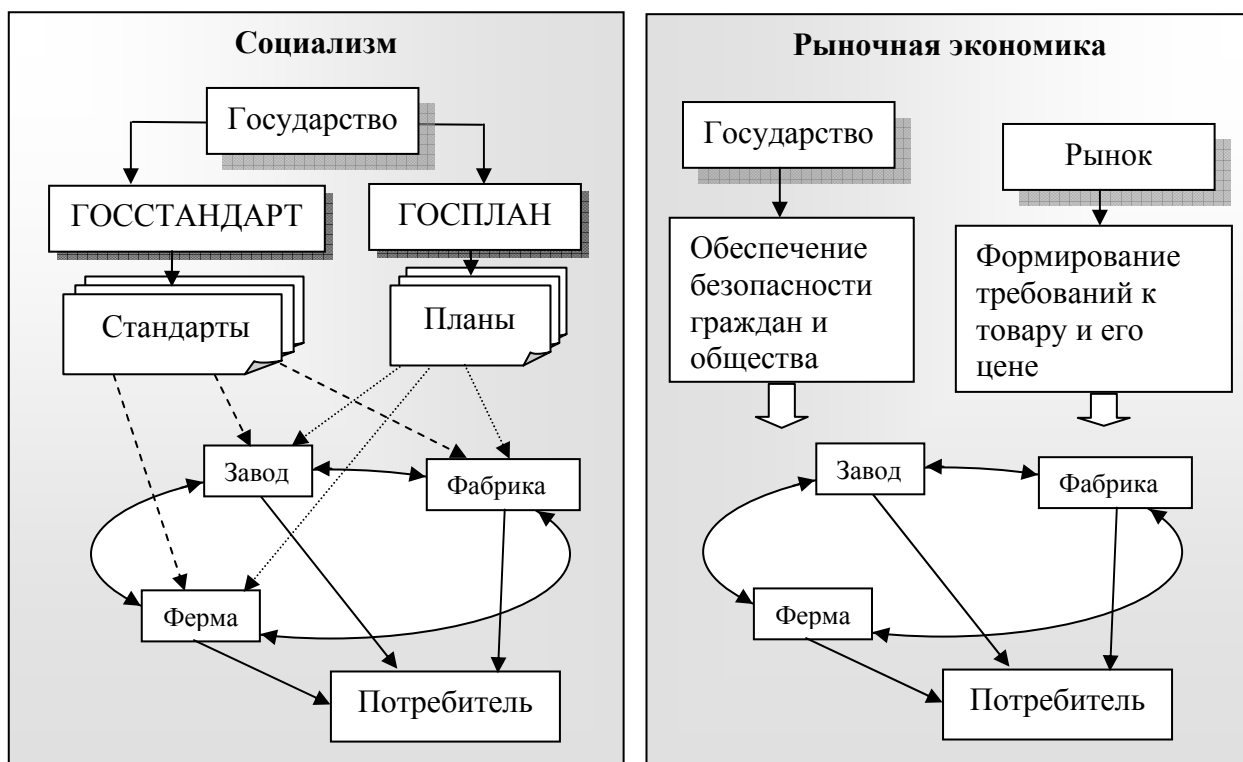 Социализм
Государство
ГОССТАНДАРТ
ГОСПЛАН
Стандарты
Планы
Завод
Фабрика
Ферма
Потребитель
Рыночная экономика
Государство
Рынок
Обеспечение
безопасности
граждан и
общества
Формирование
требований к
товару и его
цене
Завод
Фабрика
Ферма
Потребитель